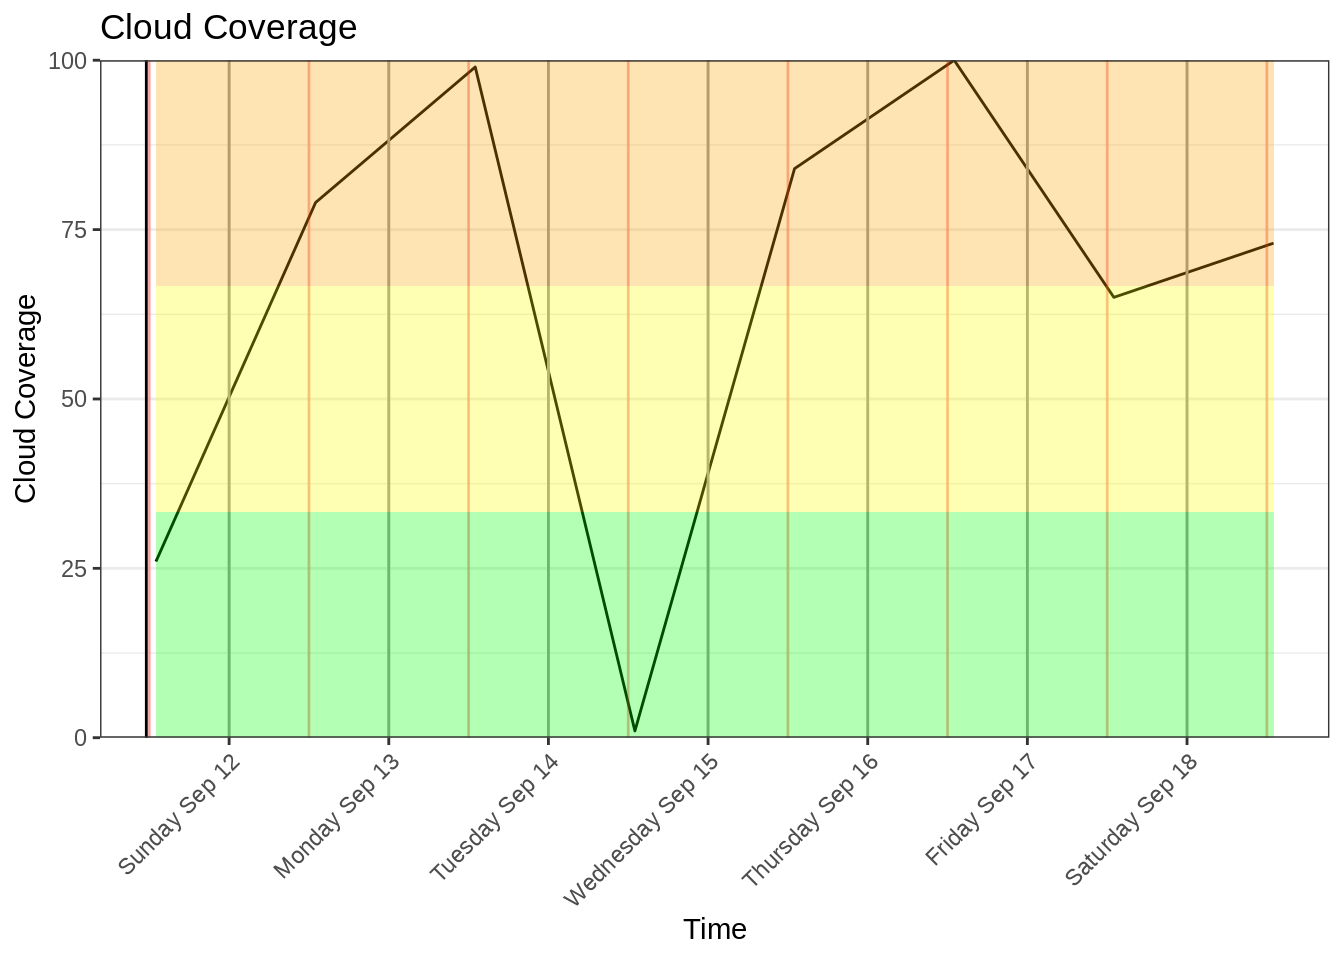 Cloud Coverage
Cloud Coverage
100
75
50
25
0
Sunday Sep 12
Monday Sep 13
Tuesday Sep 14
Wednesday Sep 15
Thursday Sep 16
Friday Sep 17
Saturday Sep 18
Time